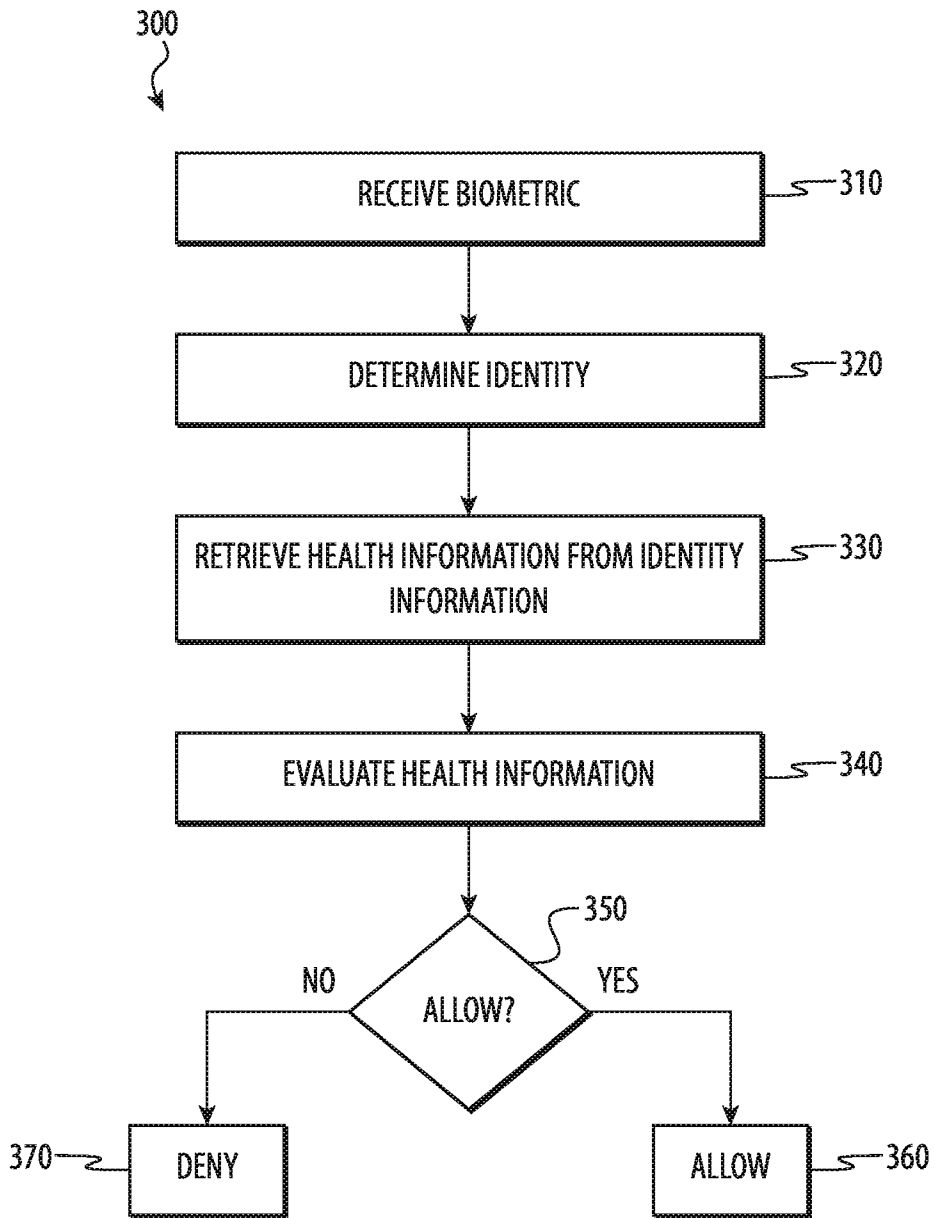 300
RECEIVE BIOMETRIC
310
DETERMINE IDENTITY
320
RETRIEVE HEALTH INFORMATION FROM IDENTITY
INFORMATION
330
EVALUATE HEALTH INFORMATION
340
350
NO
YES
ALLOW?
370
DENY
ALLOW
360